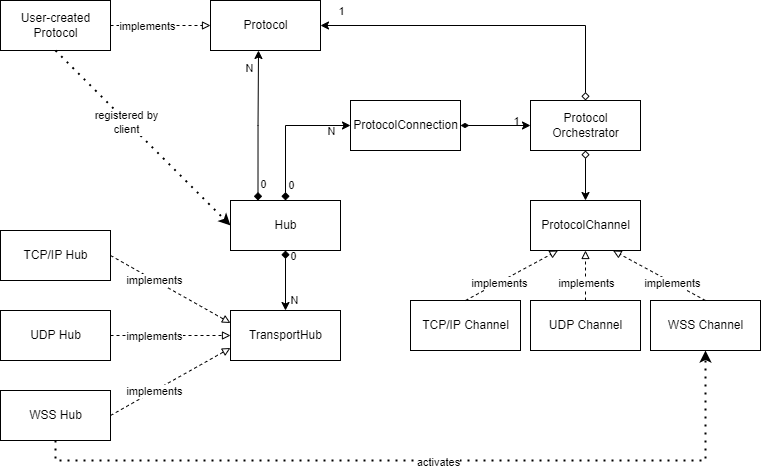 User-created
Protocol
implements
Protocol
1
N
registered by
client
N
ProtocolConnection
1
Protocol
Orchestrator
0
0
Hub
ProtocolChannel
TCP/IP Hub
0
implements
implements
implements
implements
N
UDP Hub
implements
TransportHub
TCP/IP Channel
UDP Channel
WSS Channel
implements
WSS Hub
activates